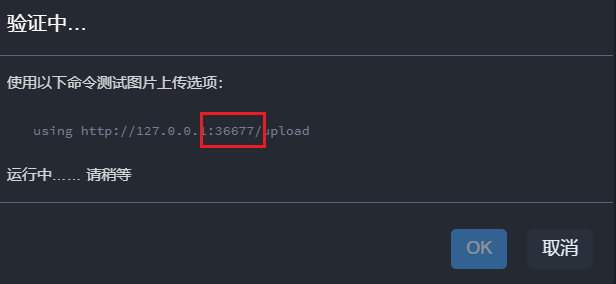 验证中...
使用以下命令测试图片上传选项：
using http://127.0.0.1:36677/upload
运行中…… 请稍等
OK 取消